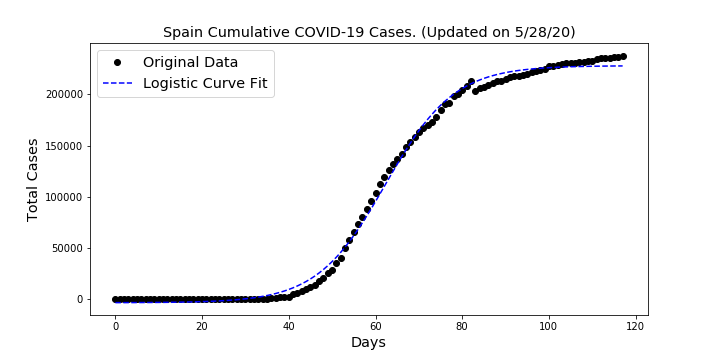 Spain Cumulative COVID-19 Cases. (Updated on 5/28/20)
Original Data
Logistic Curve Fit
200000
150000
100000
50000
0
Total Cases
0 20 40 60 80 100 120
Days